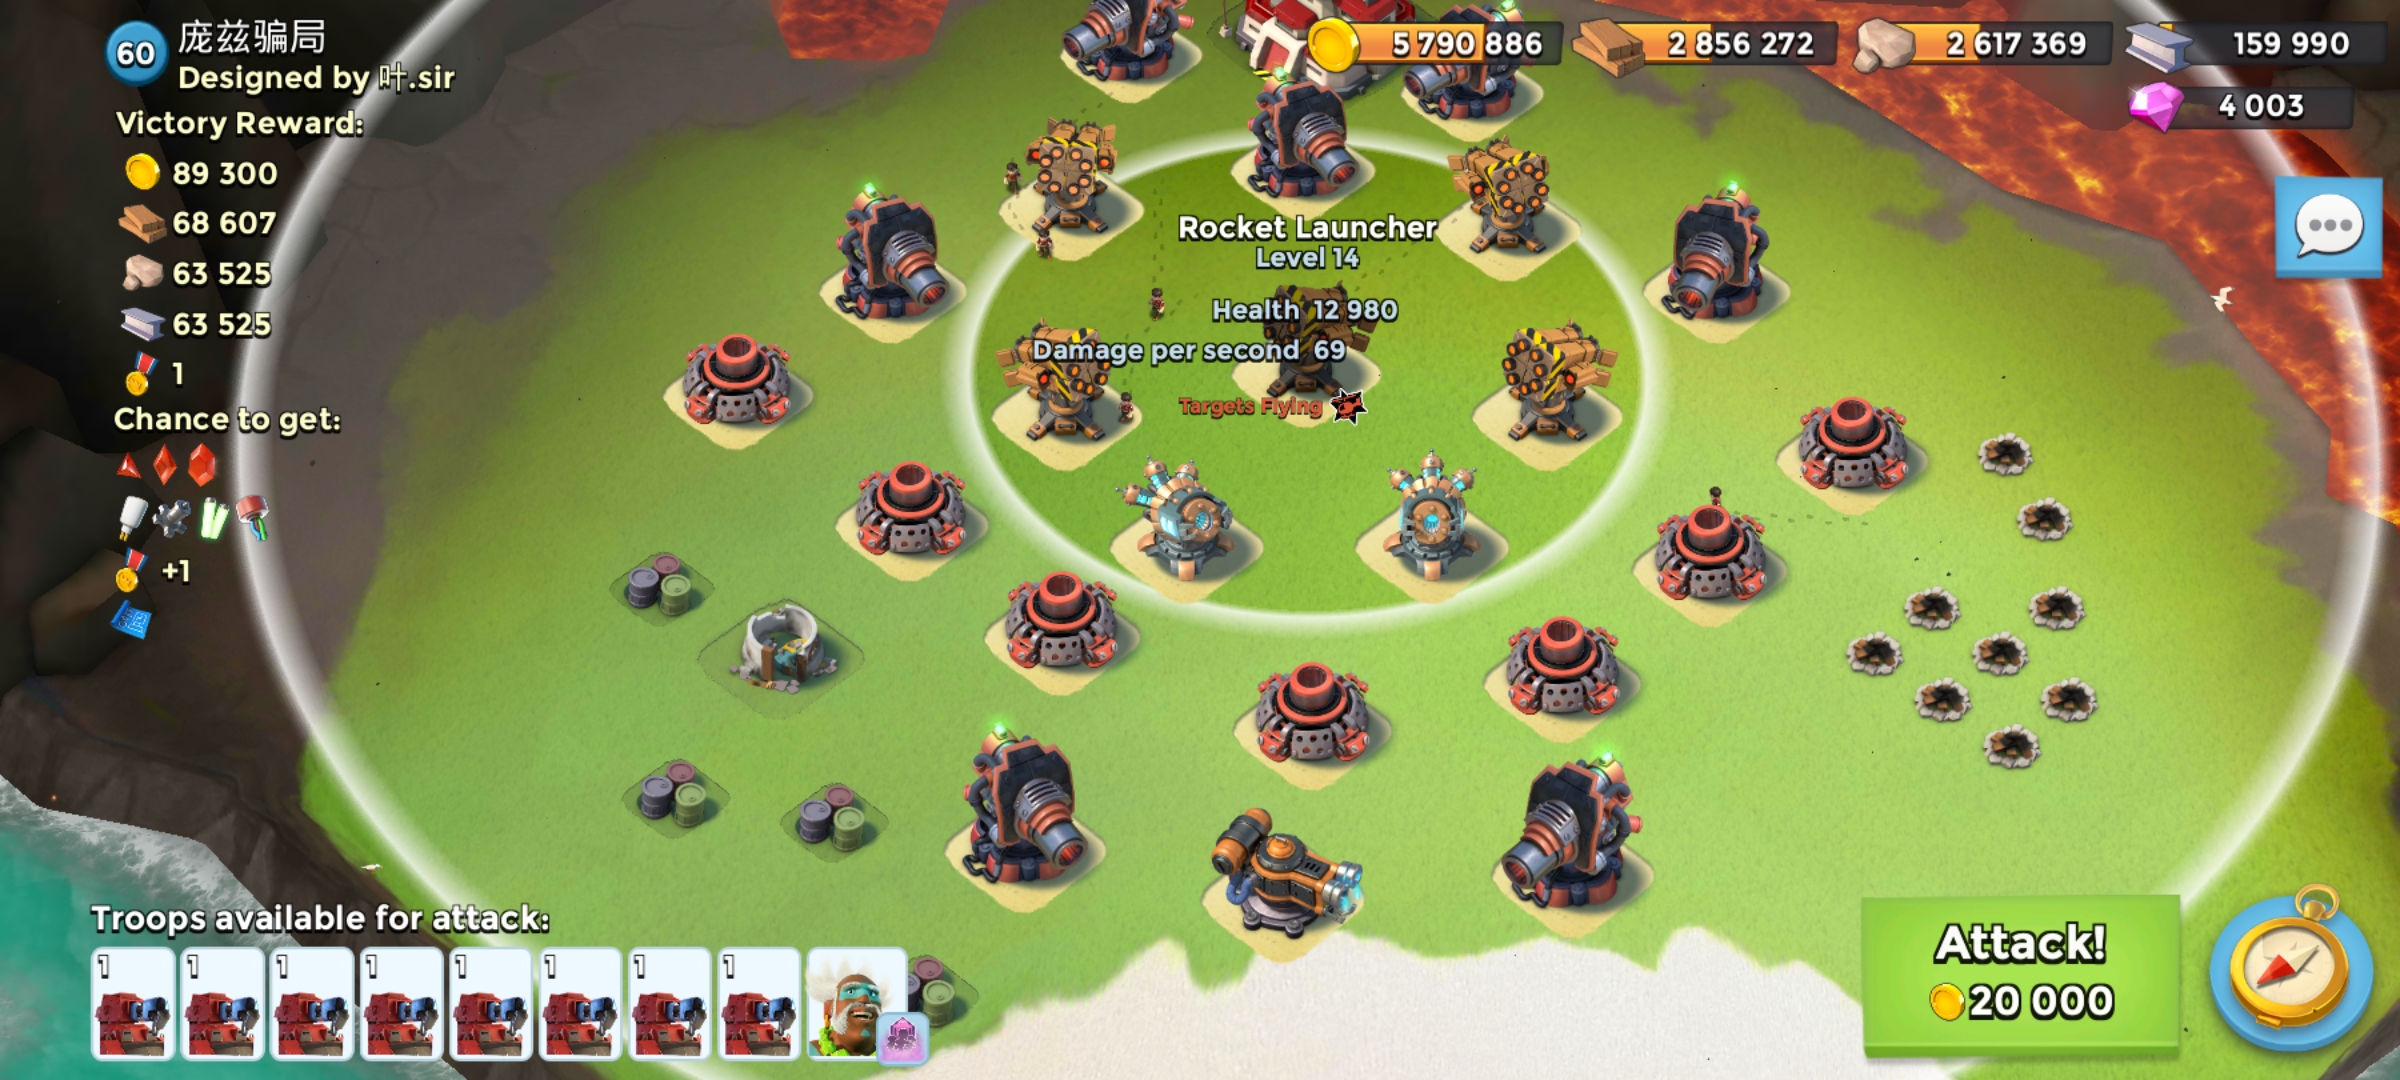 60
庞兹骗局
Designed by 叶.sir
Victory Reward:
89 300
68 607
63 525
63 525
1
Chance to get:
+1
5 790 886
2 856 272
2 617 369
159 990
4 003
Rocket Launcher
Level 14
Health 12 980
Damage per second 69
Targets Flying
Troops available for attack:
1 1 1 1 1 1 1 1
Attack!
20 000